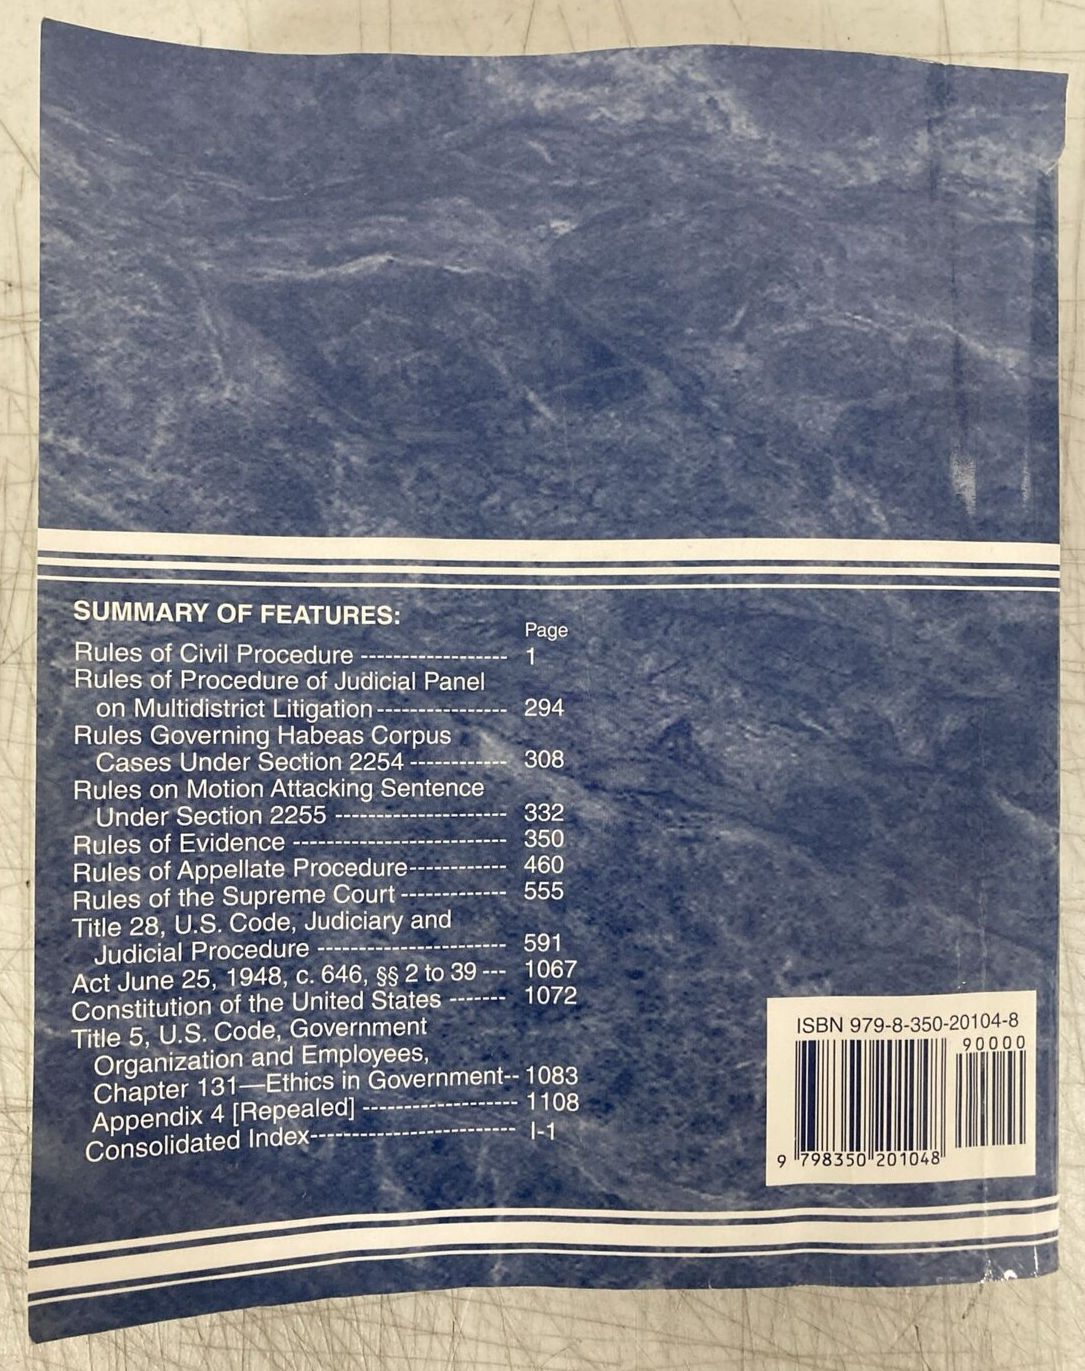 SUMMARY OF FEATURES:
Page
Rules of Civil Procedure ------------------ 1
Rules of Procedure of Judicial Panel
on Multidistrict Litigation ---------------- 294
Rules Governing Habeas Corpus
Cases Under Section 2254 ------------ 308
Rules on Motion Attacking Sentence
Under Section 2255 --------------------- 332
Rules of Evidence -------------------------- 350
Rules of Appellate Procedure------------ 460
Rules of the Supreme Court ------------- 555
Title 28, U.S. Code, Judiciary and
Judicial Procedure ----------------------- 591
Act June 25, 1948, c. 646, §§ 2 to 39 --- 1067
Constitution of the United States ------- 1072
Title 5, U.S. Code, Government
Organization and Employees,
Chapter 131—Ethics in Government-- 1083
Appendix 4 [Repealed] ------------------- 1108
Consolidated Index------------------------- I-1
ISBN 979-8-350-20104-8
90000
9 798350 201048